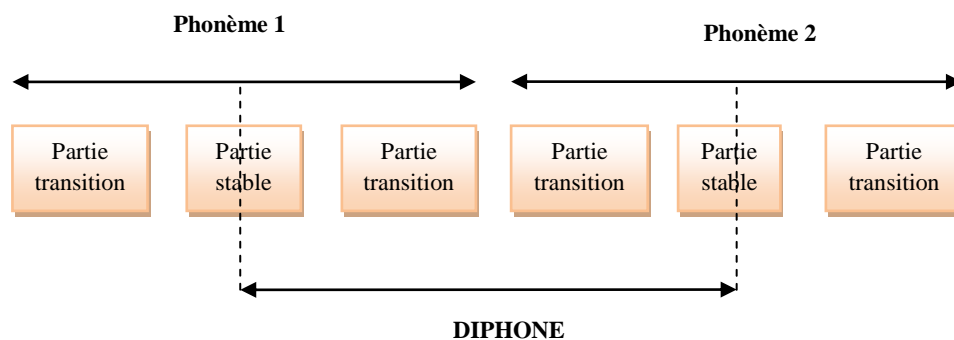 Phonème 1
Phonème 2
Partie
transition
Partie
stable
Partie
transition
Partie
transition
Partie
stable
Partie
transition
DIPHONE